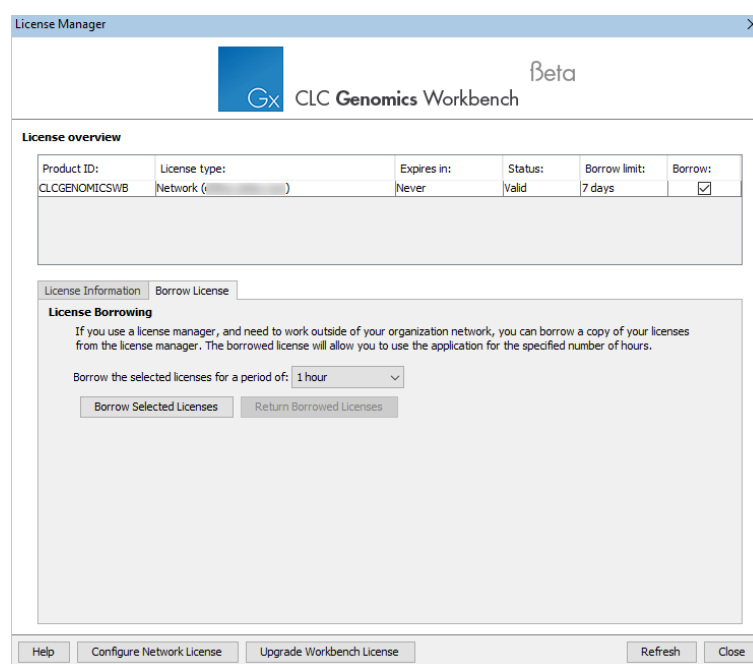 License Manager
Beta
Gx CLC Genomics Workbench
License overview
Product ID: License type: Expires in: Status: Borrow limit: Borrow:
CLCGENOMICSWB Network ( ) Never Valid 7 days
License Information Borrow License
License Borrowing
If you use a license manager, and need to work outside of your organization network, you can borrow a copy of your licenses
from the license manager. The borrowed license will allow you to use the application for the specified number of hours.
Borrow the selected licenses for a period of: 1 hour
Borrow Selected Licenses Return Borrowed Licenses
Help Configure Network License Upgrade Workbench License Refresh Close